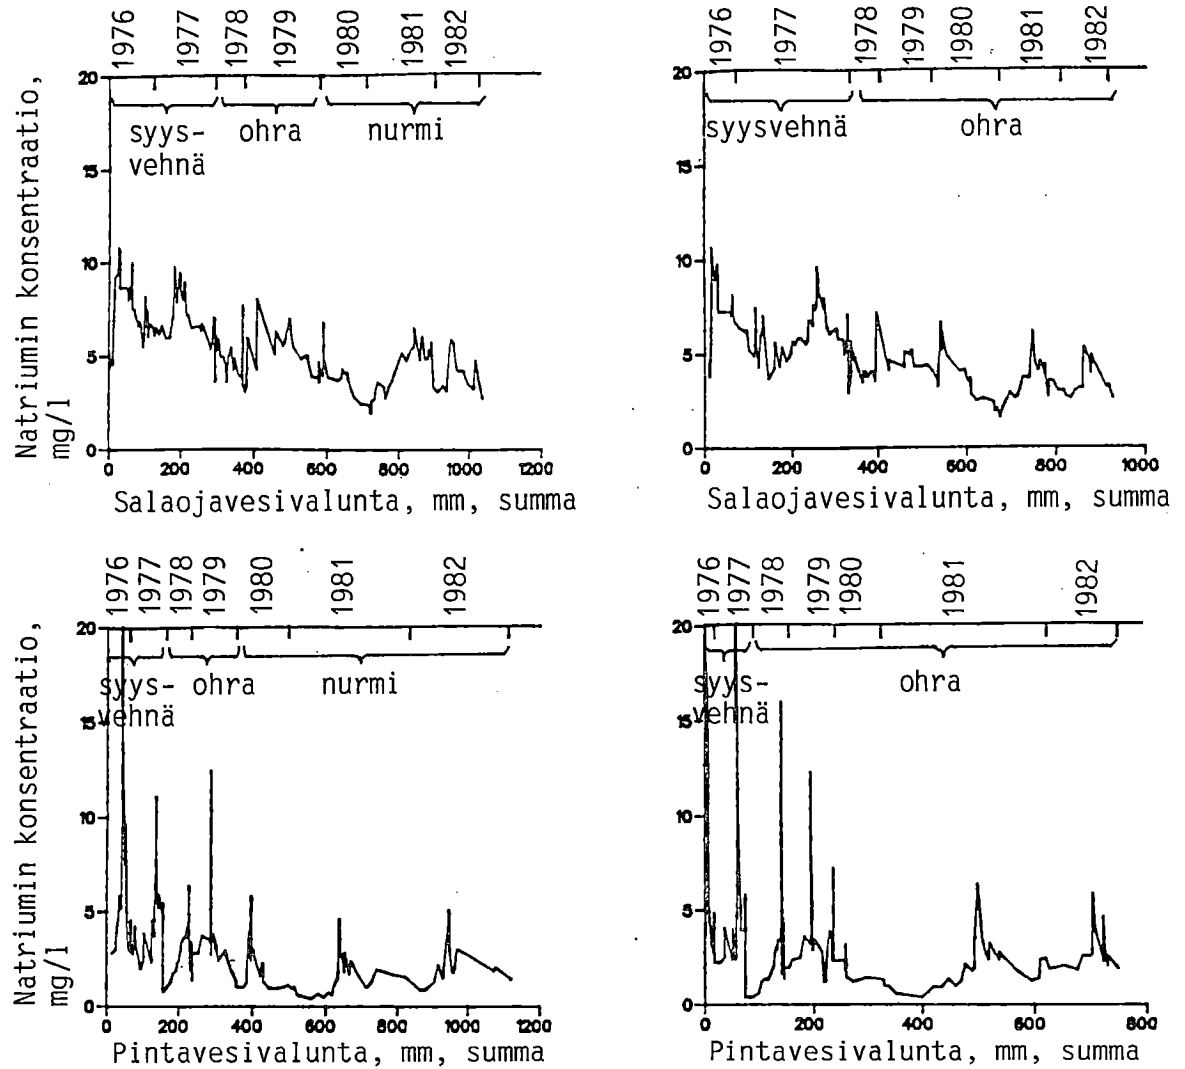 1976 1977 1978 1979 1980 1981 1982
20
syys- ohra nurmi
vehnä
15
10
5
0
0 200 400 600 800 1000 1200
Natriumin konsentraatio,
mg/l
Salaojavesivalunta, mm, summa
1976 1977 1978 1979 1980 1981 1982
20
syysvehnä ohra
15
10
5
0
0 200 400 600 800 1000
Salaojavesivalunta, mm, summa
1976 1977 1978 1979 1980 1981 1982
20
syys- ohra nurmi
vehnä
15
10
5
0
0 200 400 600 800 1000 1200
Natriumin konsentraatio,
mg/l
Pintavesivalunta, mm, summa
1976 1977 1978 1979 1980 1981 1982
20
syys- ohra
vehnä
15
10
5
0
0 200 400 600 800
Pintavesivalunta, mm, summa